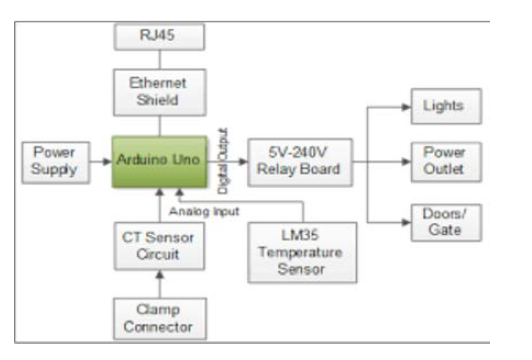 RJ45
Ethernet
Shield
Power
Supply
Arduino Uno
Digital Output
5V-240V
Relay Board
Lights
Power
Outlet
Doors/
Gate
Analog input
CT Sensor
Circuit
LM35
Temperature
Sensor
Clamp
Connector